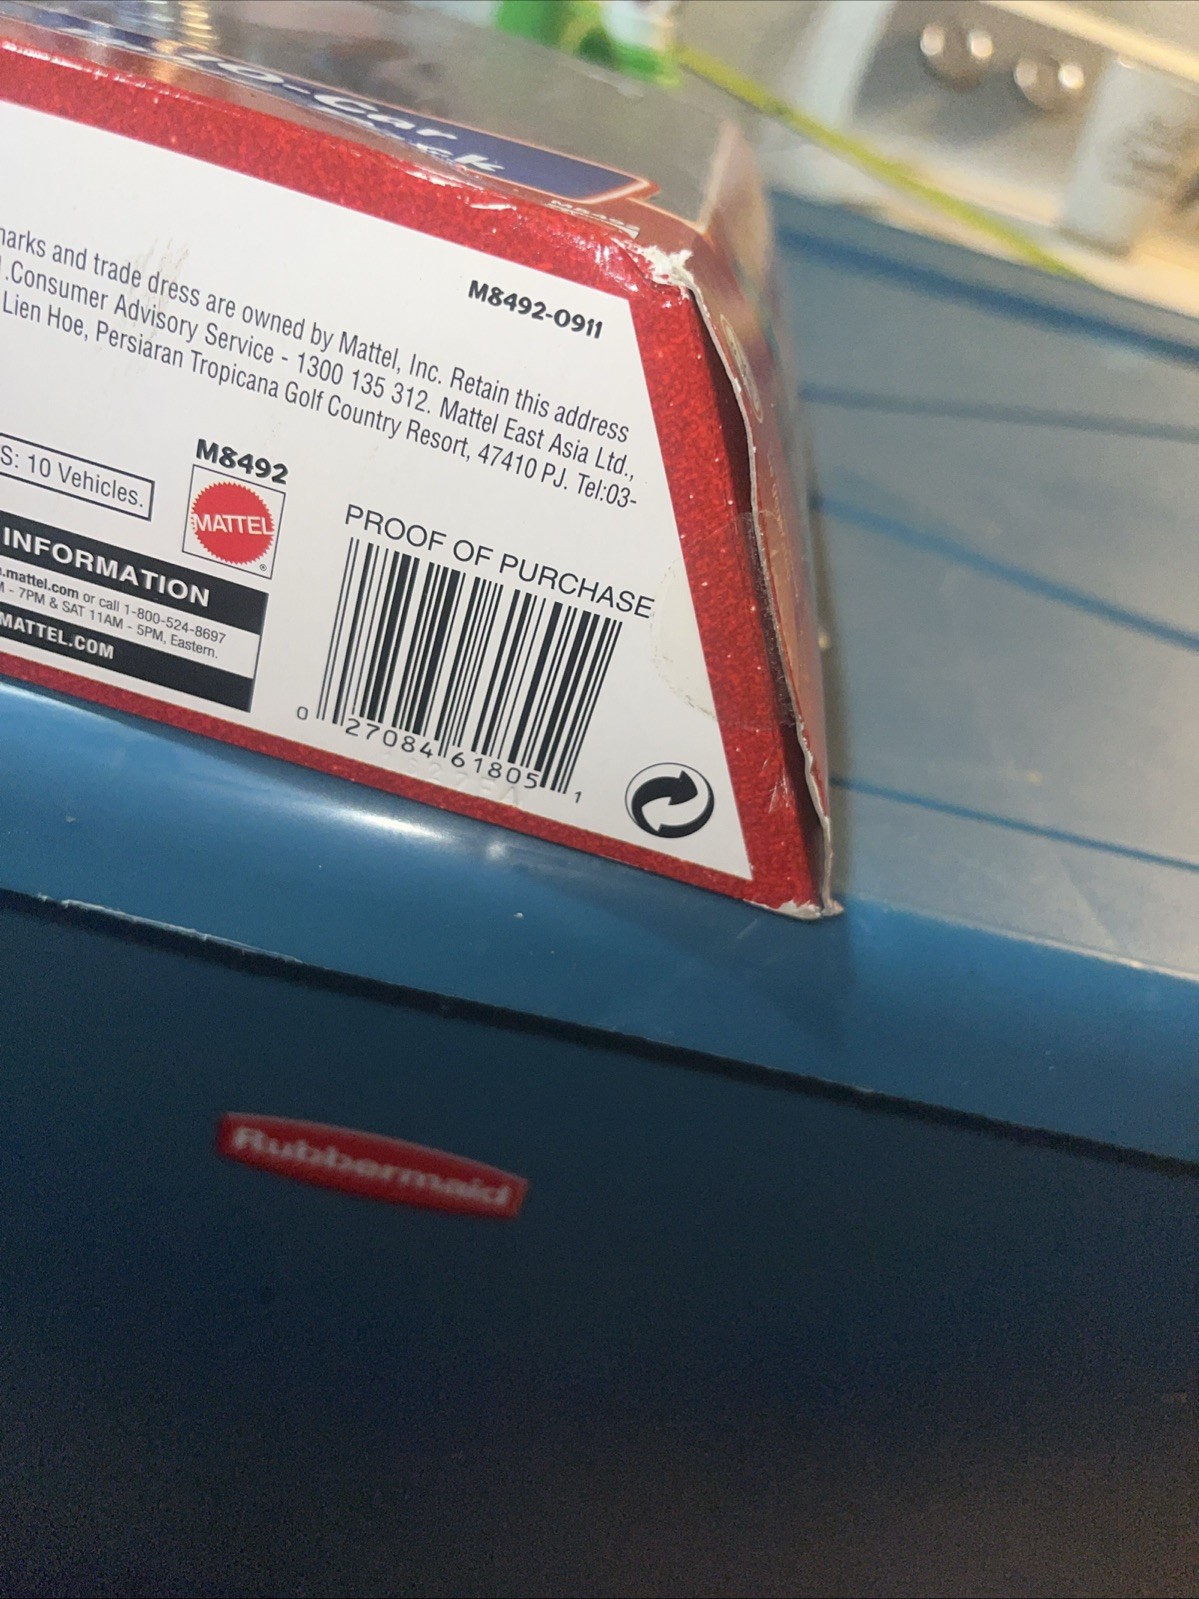 10-Car
M8492-0911
marks and trade dress are owned by Mattel, Inc. Retain this address
.Consumer Advisory Service - 1300 135 312. Mattel East Asia Ltd.,
Lien Hoe, Persiaran Tropicana Golf Country Resort, 47410 PJ. Tel:03-
S: 10 Vehicles.
M8492
MATTEL
®
INFORMATION
.mattel.com or call 1-800-524-8697
M - 7PM & SAT 11AM - 5PM, Eastern.
MATTEL.COM
PROOF OF PURCHASE
0 27084 61805 1
Rubbermaid